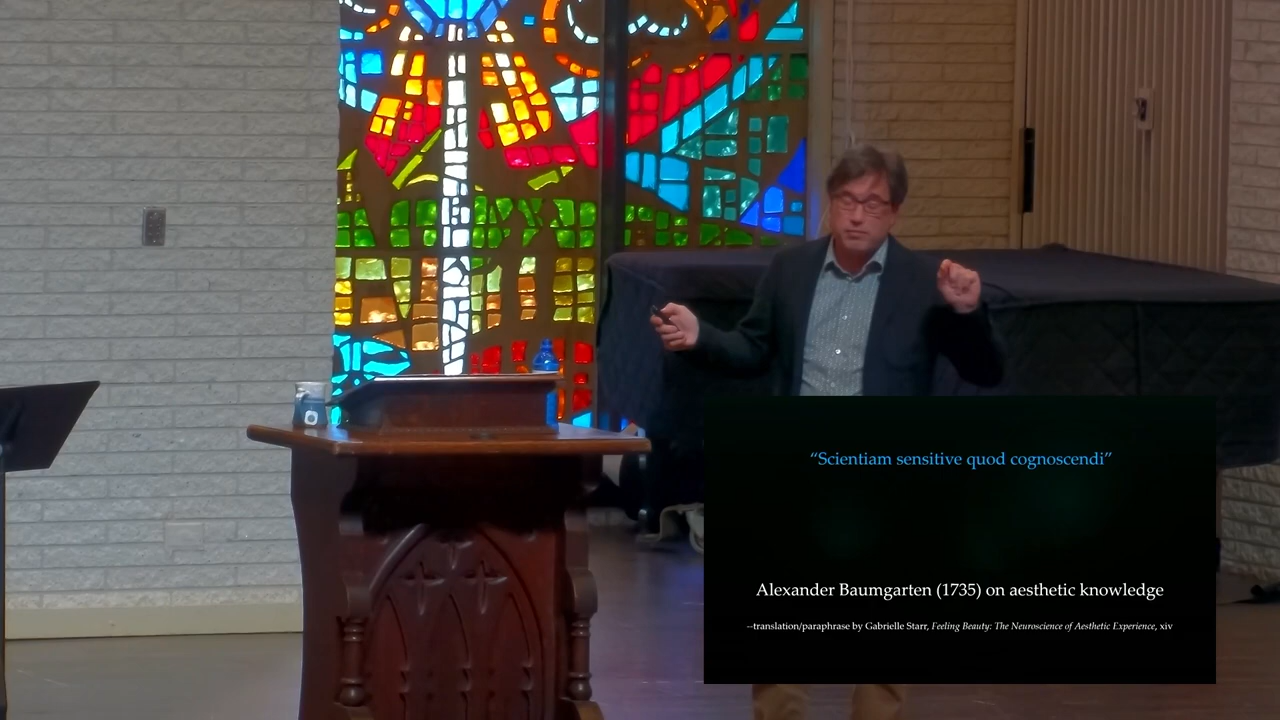 “Scientiam sensitive quod cognoscendi”
Alexander Baumgarten (1735) on aesthetic knowledge
--translation/paraphrase by Gabrielle Starr, Feeling Beauty: The Neuroscience of Aesthetic Experience, xiv